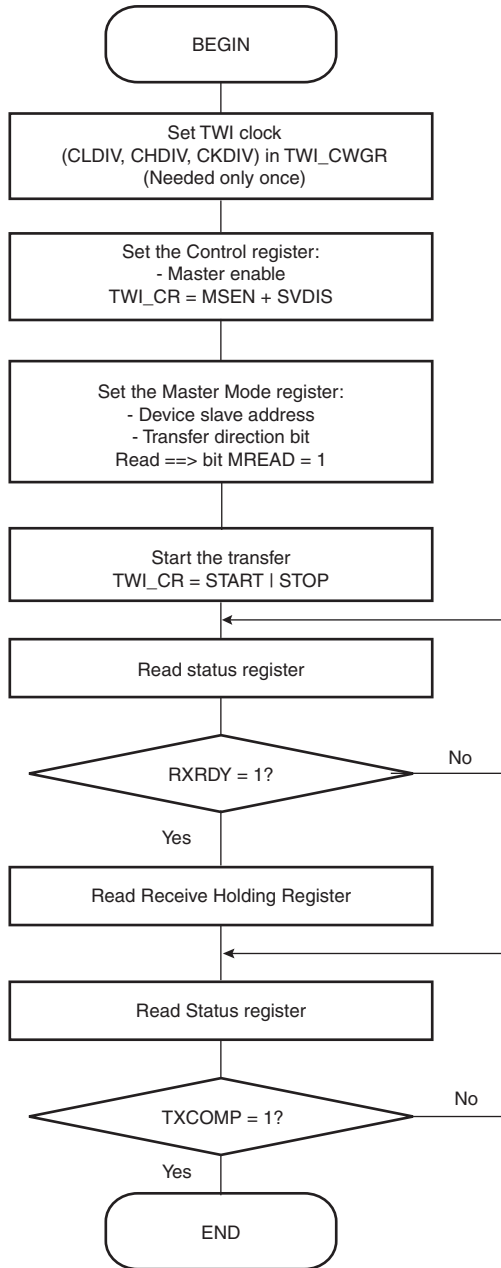 BEGIN
Set TWI clock
(CLDIV, CHDIV, CKDIV) in TWI_CWGR
(Needed only once)
Set the Control register:
- Master enable
TWI_CR = MSEN + SVDIS
Set the Master Mode register:
- Device slave address
- Transfer direction bit
Read ==> bit MREAD = 1
Start the transfer
TWI_CR = START | STOP
Read status register
RXRDY = 1?
No
Yes
Read Receive Holding Register
Read Status register
TXCOMP = 1?
No
Yes
END